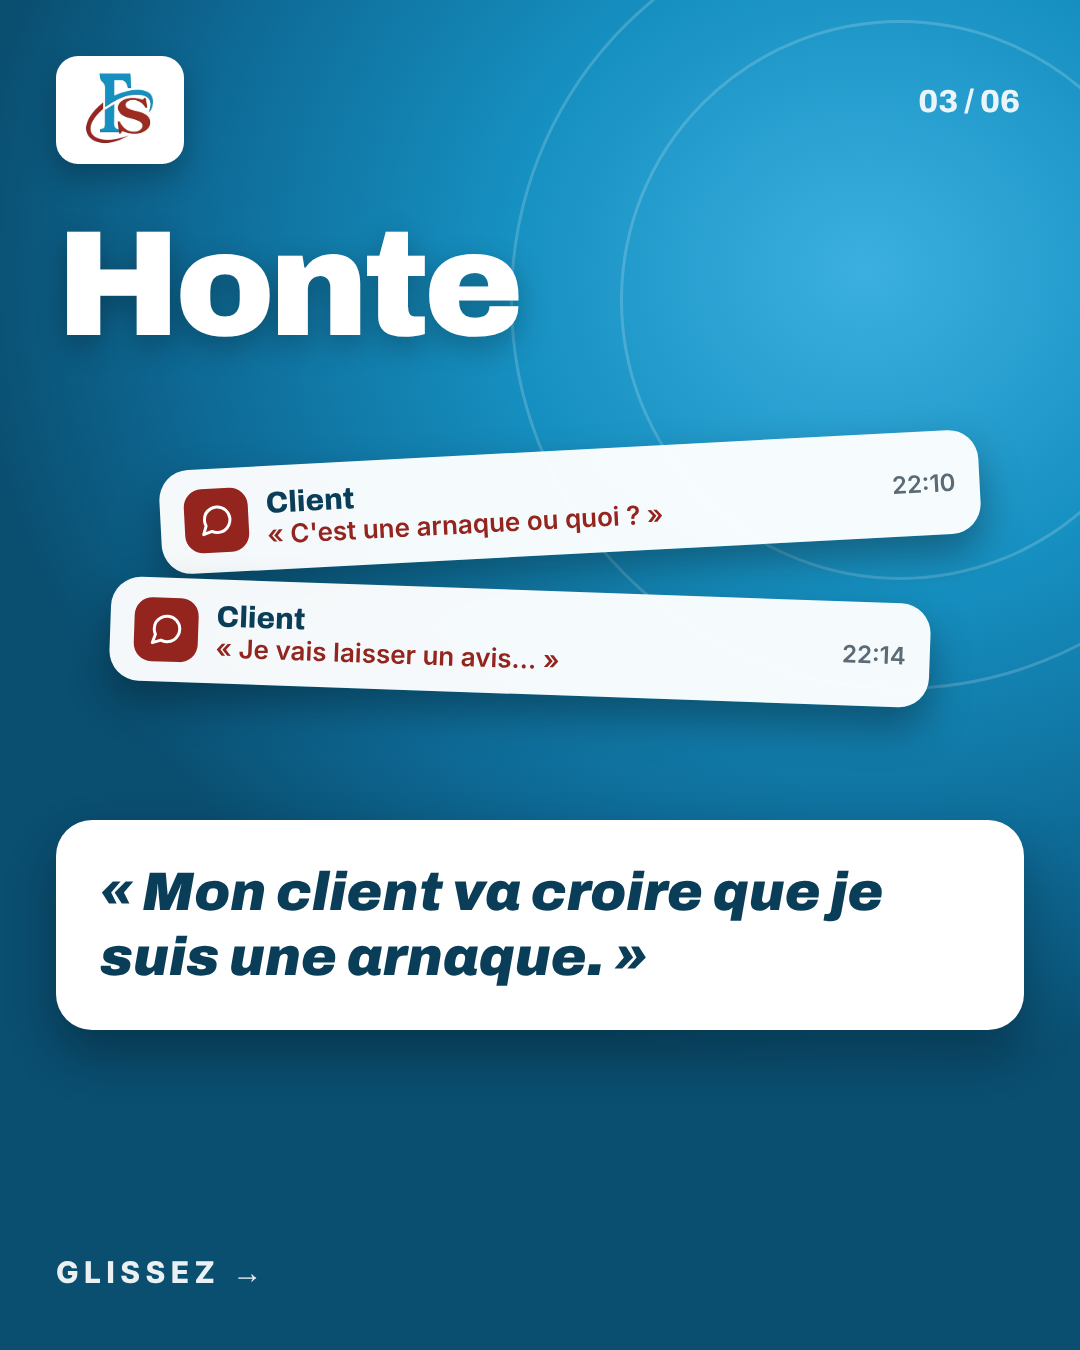 FS
03 / 06
Honte
Client
22:10
« C'est une arnaque ou quoi ? »
Client
« Je vais laisser un avis... »
22:14
« Mon client va croire que je
suis une arnaque. »
GLISSEZ →